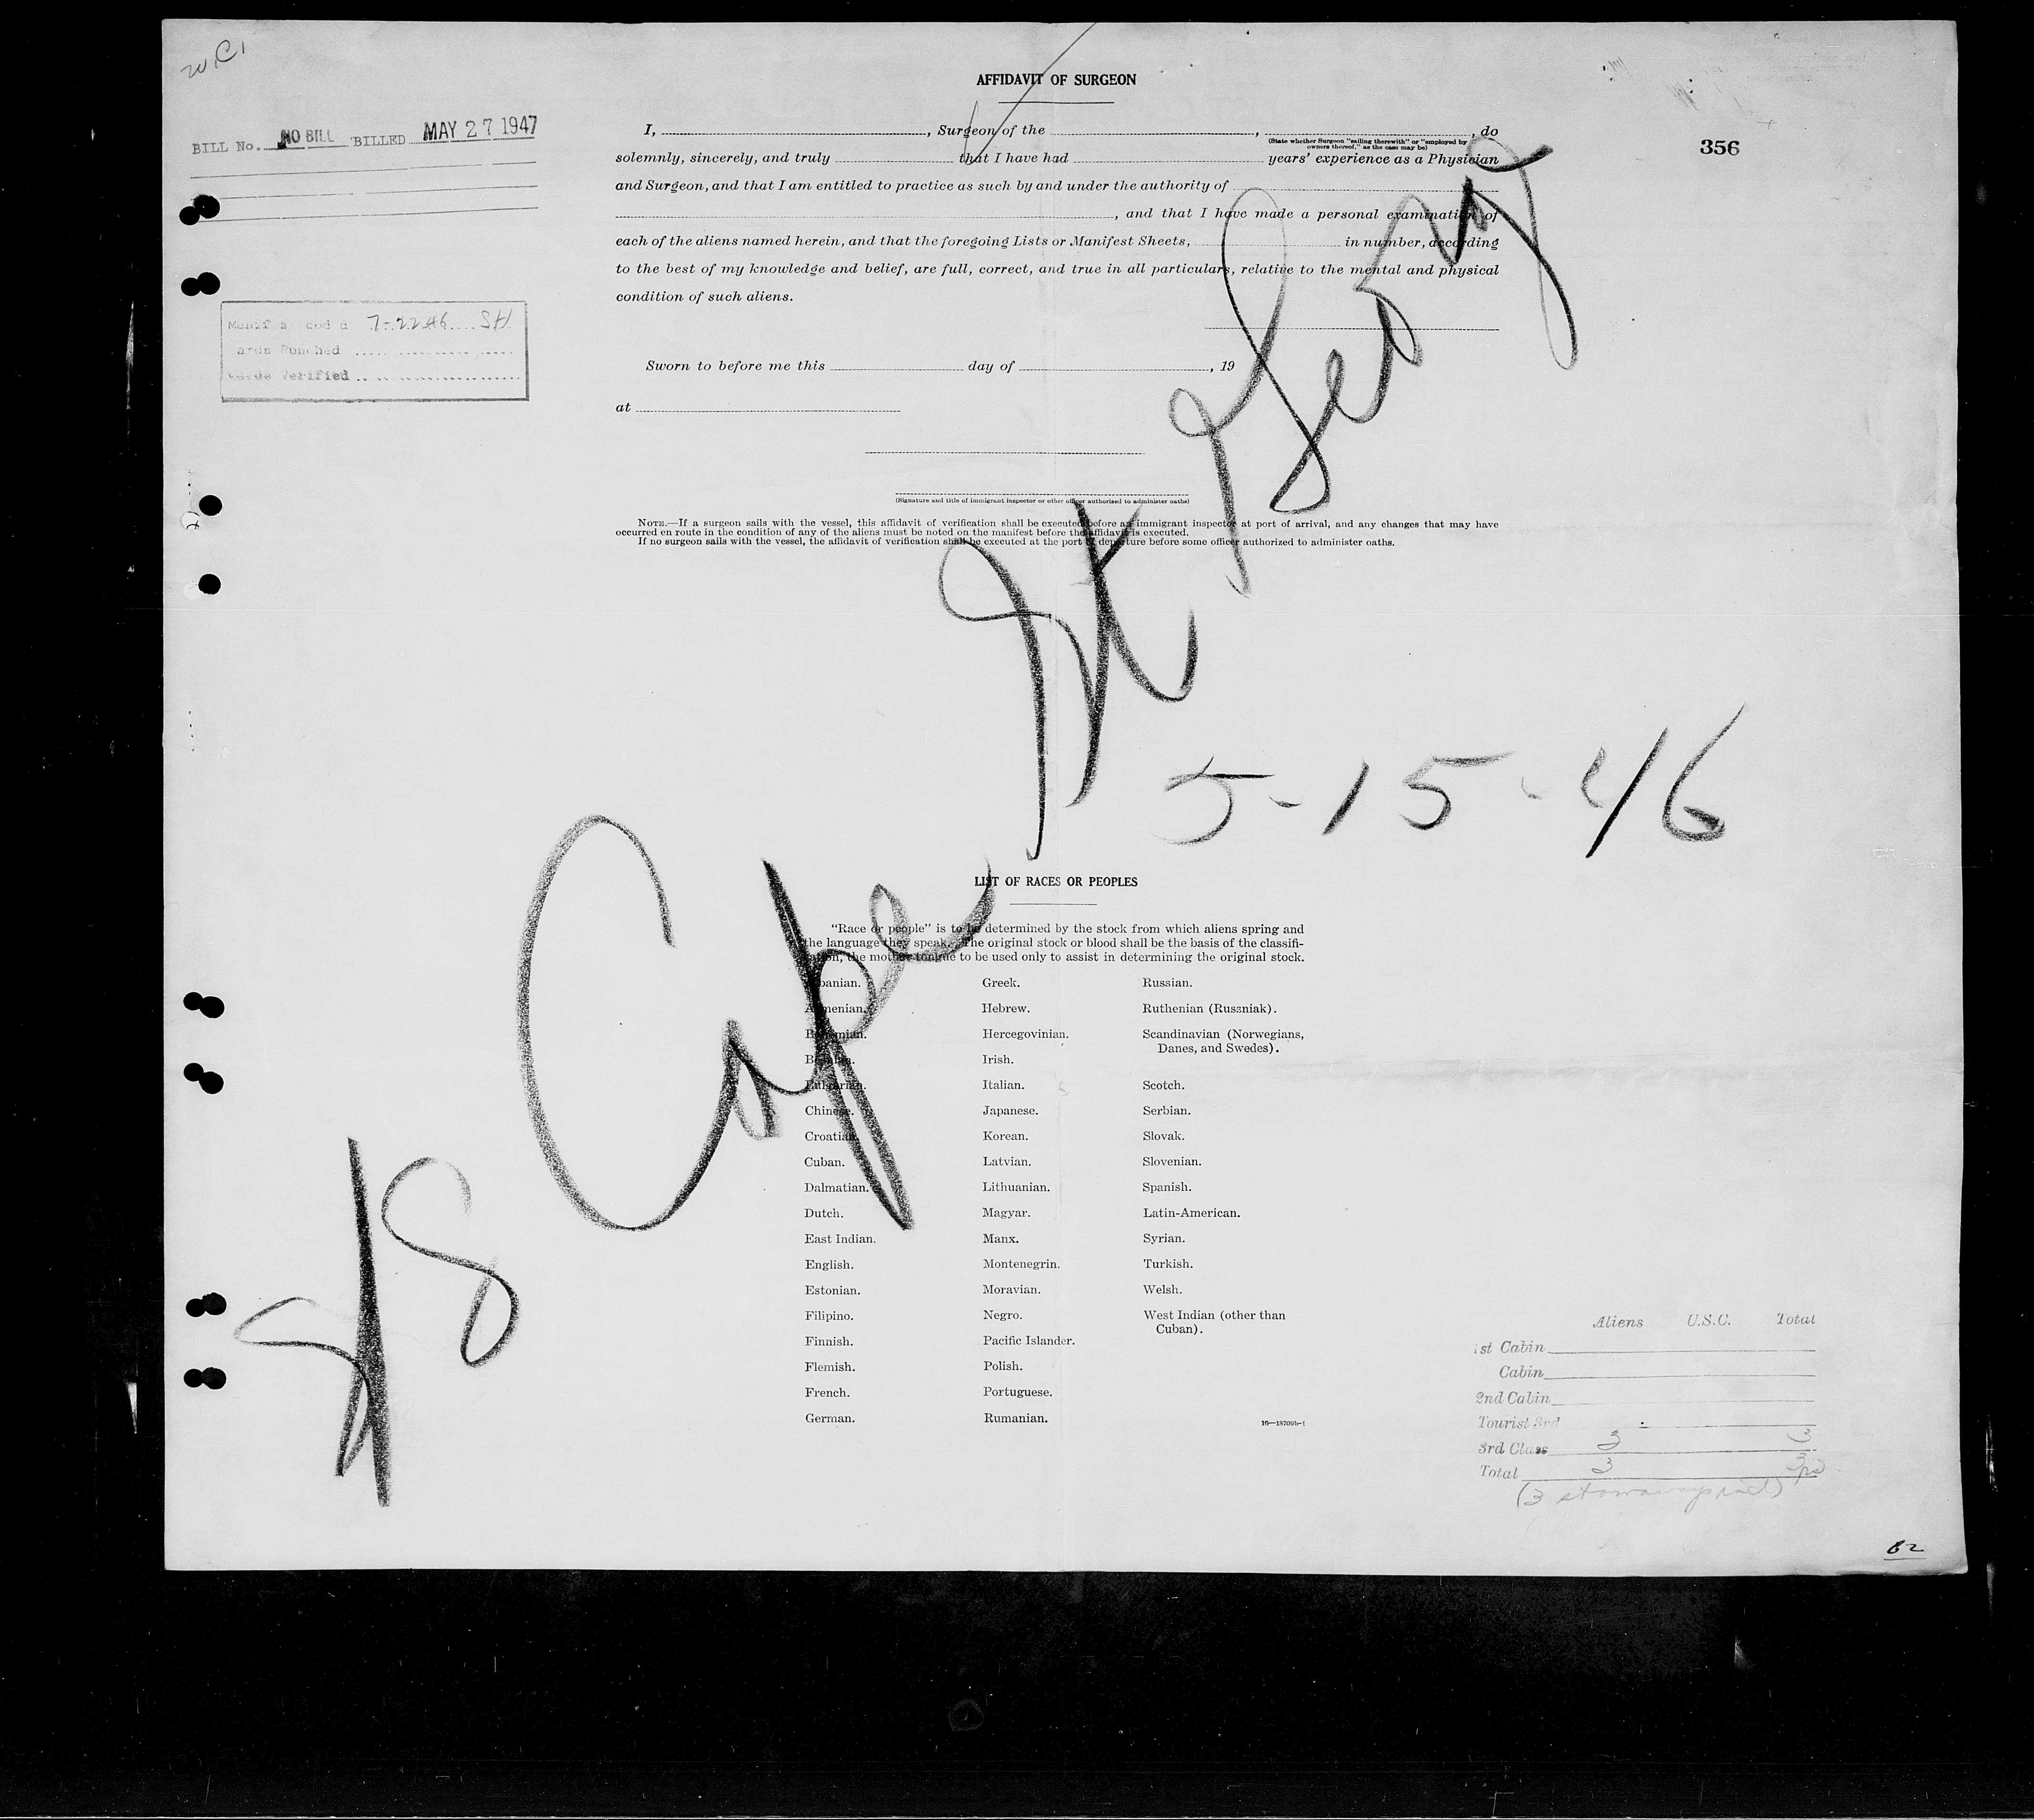 AFFIDAVIT OF SURGEON
BILL No. NO BILL BILLED MAY 27 1947
356
I, , Surgeon of the , , do
(State whether Surgeon "sailing therewith" or "employed by
owners thereof," as the case may be)
solemnly, sincerely, and truly that I have had years' experience as a Physician
and Surgeon, and that I am entitled to practice as such by and under the authority of
, and that I have made a personal examination of
each of the aliens named herein, and that the foregoing Lists or Manifest Sheets, in number, according
to the best of my knowledge and belief, are full, correct, and true in all particulars, relative to the mental and physical
condition of such aliens.
7-22-46 SH
Punched
Verified
Sworn to before me this day of , 19
at
(Signature and title of immigrant inspector or other officer authorized to administer oaths)
NOTE.—If a surgeon sails with the vessel, this affidavit of verification shall be executed before an immigrant inspector at port of arrival, and any changes that may have
occurred en route in the condition of any of the aliens must be noted on the manifest before the affidavit is executed.
If no surgeon sails with the vessel, the affidavit of verification shall be executed at the port of departure before some officer authorized to administer oaths.
S/S Cape St George
5-15-46
LIST OF RACES OR PEOPLES
"Race or people" is to be determined by the stock from which aliens spring and
the language they speak. The original stock or blood shall be the basis of the classifi-
cation, the mother tongue to be used only to assist in determining the original stock.
Albanian. Greek. Russian.
Armenian. Hebrew. Ruthenian (Russniak).
Bohemian. Hercegovinian. Scandinavian (Norwegians,
Danes, and Swedes).
Bosnian. Irish.
Bulgarian. Italian. Scotch.
Chinese. Japanese. Serbian.
Croatian. Korean. Slovak.
Cuban. Latvian. Slovenian.
Dalmatian. Lithuanian. Spanish.
Dutch. Magyar. Latin-American.
East Indian. Manx. Syrian.
English. Montenegrin. Turkish.
Estonian. Moravian. Welsh.
Filipino. Negro. West Indian (other than
Cuban).
Finnish. Pacific Islander.
Flemish. Polish.
French. Portuguese.
German. Rumanian.
16—18709b-1
Aliens U.S.C. Total
1st Cabin
Cabin
2nd Cabin
Tourist 3rd
3rd Class 3 3
Total 3 3
(3 stowaways incl)
62